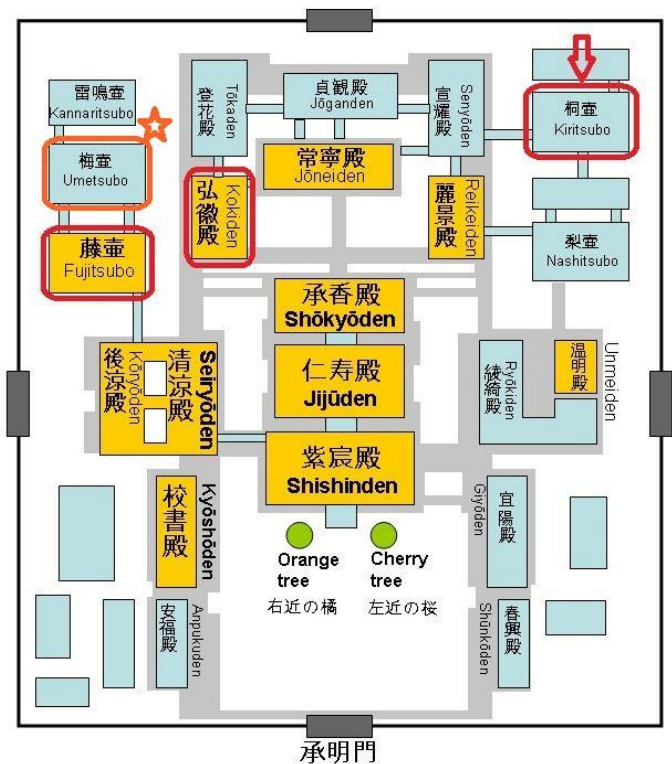 雷鳴壺
Kannaritsubo
梅壺
Umetsubo
藤壷
Fujitsubo
登花殿
Tōkaden
貞観殿
Jōganden
宣耀殿
Senyōden
桐壺
Kiritsubo
常寧殿
Jōneiden
弘徽殿
Kokiden
麗景殿
Reikeiden
梨壺
Nashitsubo
承香殿
Shōkyōden
仁寿殿
Jijūden
紫宸殿
Shishinden
後涼殿
Kōryōden
清涼殿
Seiryōden
綾綺殿
Ryōkiden
温明殿
Unmeiden
校書殿
Kyōshōden
宜陽殿
Giyōden
安福殿
Anpukuden
春興殿
Shūnkōden
Orange
tree
右近の橘
Cherry
tree
左近の桜
承明門